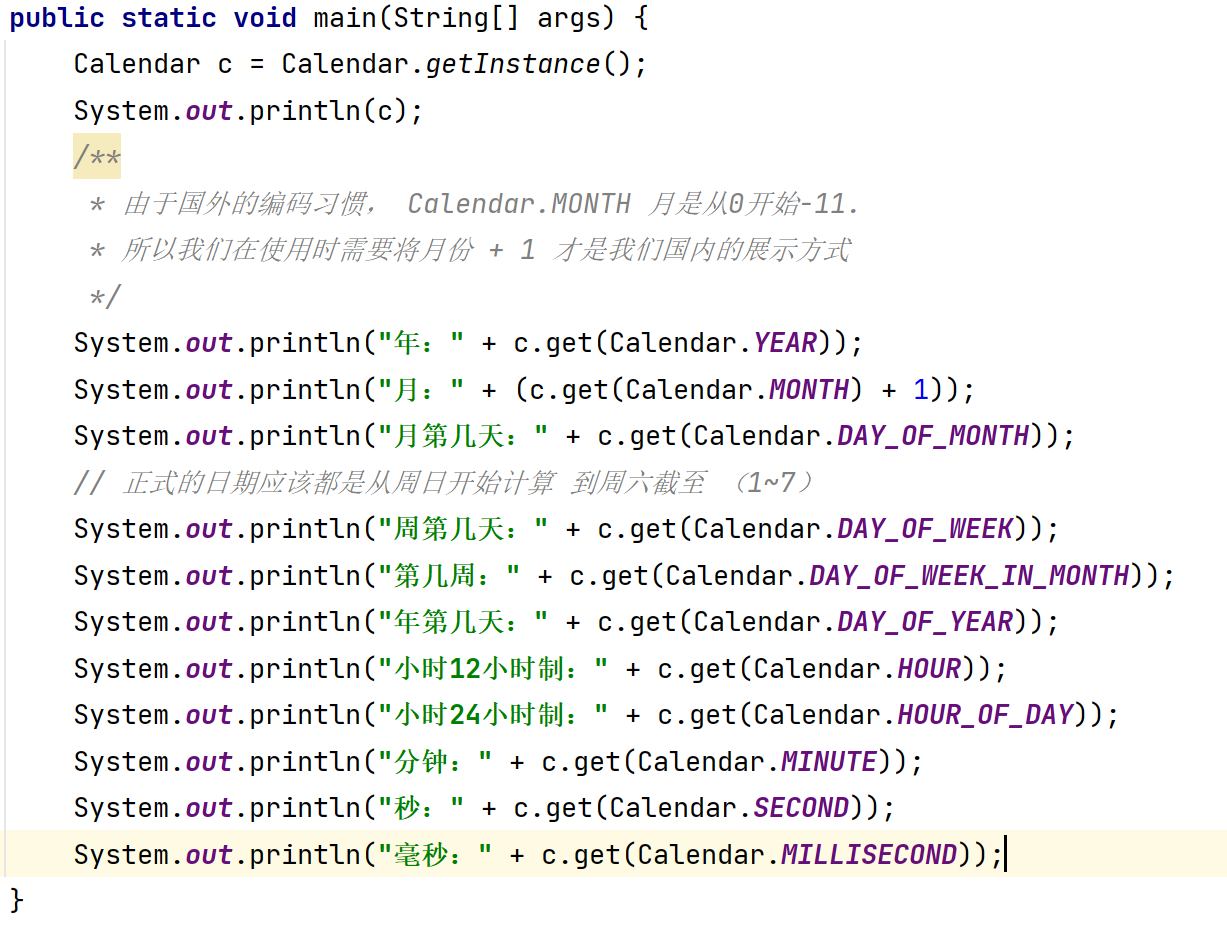 public static void main(String[] args) {
    Calendar c = Calendar.getInstance();
    System.out.println(c);
    /**
     * 由于国外的编码习惯， Calendar.MONTH 月是从0开始-11.
     * 所以我们在使用时需要将月份 + 1 才是我们国内的展示方式
     */
    System.out.println("年：" + c.get(Calendar.YEAR));
    System.out.println("月：" + (c.get(Calendar.MONTH) + 1));
    System.out.println("月第几天：" + c.get(Calendar.DAY_OF_MONTH));
    // 正式的日期应该都是从周日开始计算 到周六截至 （1~7）
    System.out.println("周第几天：" + c.get(Calendar.DAY_OF_WEEK));
    System.out.println("第几周：" + c.get(Calendar.DAY_OF_WEEK_IN_MONTH));
    System.out.println("年第几天：" + c.get(Calendar.DAY_OF_YEAR));
    System.out.println("小时12小时制：" + c.get(Calendar.HOUR));
    System.out.println("小时24小时制：" + c.get(Calendar.HOUR_OF_DAY));
    System.out.println("分钟：" + c.get(Calendar.MINUTE));
    System.out.println("秒：" + c.get(Calendar.SECOND));
    System.out.println("毫秒：" + c.get(Calendar.MILLISECOND));
}